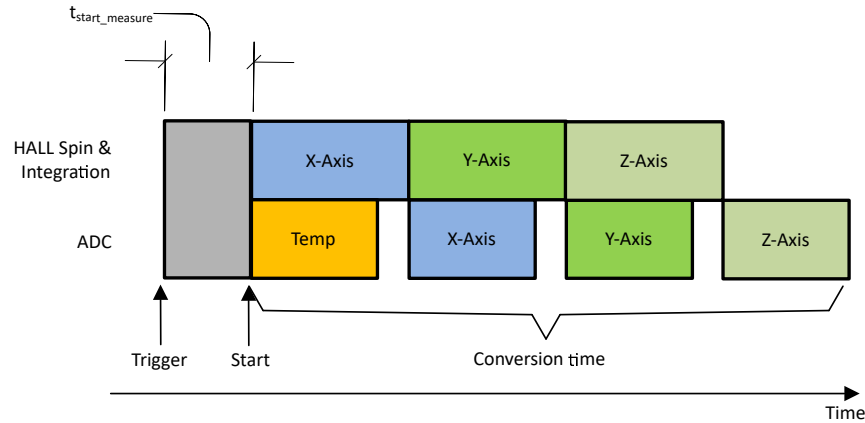 tstart_measure
HALL Spin &
Integration
X-Axis
Y-Axis
Z-Axis
ADC
Temp
X-Axis
Y-Axis
Z-Axis
Trigger
Start
Conversion time
Time